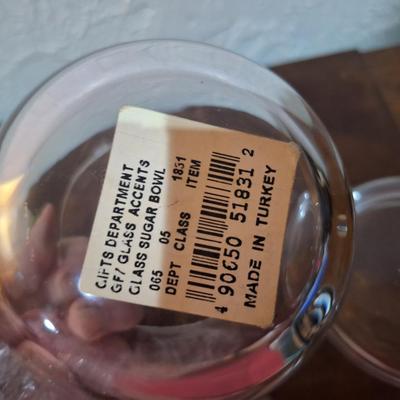 GIFTS DEPARTMENT
GF/ GLASS ACCENTS
GLASS SUGAR BOWL
065 05 1831
DEPT CLASS ITEM
4 90650 51831 2
MADE IN TURKEY